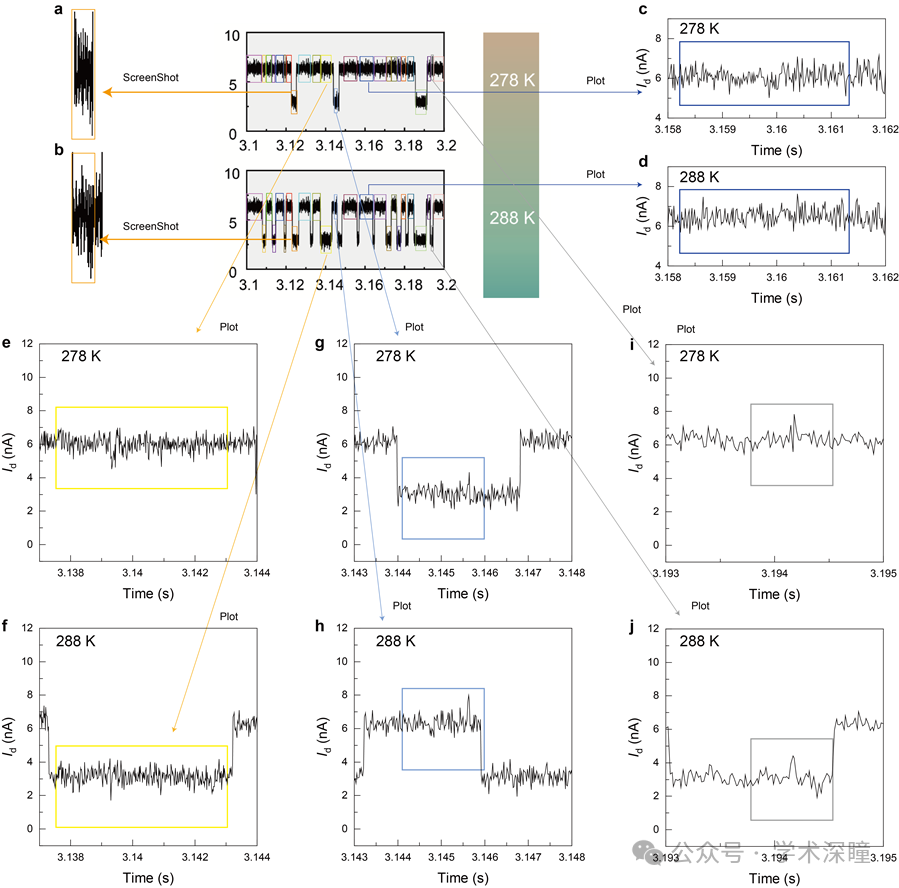 a
ScreenShot
10
5
0
3.1 3.12 3.14 3.16 3.18 3.2
278 K
Plot
c
278 K
8
6
4
I_d (nA)
3.158 3.159 3.16 3.161 3.162
Time (s)
b
ScreenShot
10
5
0
3.1 3.12 3.14 3.16 3.18 3.2
288 K
Plot
d
288 K
8
6
4
I_d (nA)
3.158 3.159 3.16 3.161 3.162
Time (s)
Plot
Plot
Plot
Plot
e
278 K
12
10
8
6
4
2
0
I_d (nA)
3.138 3.14 3.142 3.144
Time (s)
g
278 K
12
10
8
6
4
2
0
I_d (nA)
3.143 3.144 3.145 3.146 3.147 3.148
Time (s)
i
278 K
12
10
8
6
4
2
0
I_d (nA)
3.193 3.194 3.195
Time (s)
Plot
Plot
Plot
f
288 K
12
10
8
6
4
2
0
I_d (nA)
3.138 3.14 3.142 3.144
Time (s)
h
288 K
12
10
8
6
4
2
0
I_d (nA)
3.143 3.144 3.145 3.146 3.147 3.148
Time (s)
j
288 K
12
10
8
6
4
2
0
I_d (nA)
3.193 3.194 3.195
Time (s)
公众号 · 学术深瞳